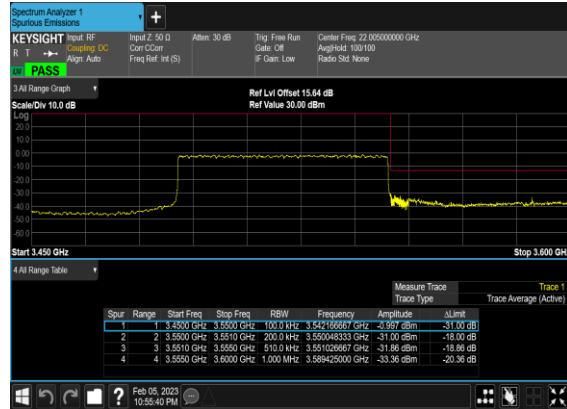 Spectrum Analyzer 1
Spurious Emissions
KEYSIGHT Input: RF Input Z: 50 Ω Atten: 30 dB Trig: Free Run Center Freq: 22.005000000 GHz
R T Coupling: DC Corr CCorr Gate: Off Avg|Hold: 100/100
Align: Auto Freq Ref: Int (S) IF Gain: Low Radio Std: None
PASS
3 All Range Graph
Ref Lvl Offset 15.64 dB
Scale/Div 10.0 dB Ref Value 30.00 dBm
Log
20.0
10.0
0.00
-10.0
-20.0
-30.0
-40.0
-50.0
-60.0
Start 3.450 GHz Stop 3.600 GH
4 All Range Table
Measure Trace Trace 1
Trace Type Trace Average (Active)
Spur Range Start Freq Stop Freq RBW Frequency Amplitude ΔLimit
1 1 3.4500 GHz 3.5500 GHz 100.0 kHz 3.542166667 GHz -0.997 dBm -31.00 dB
2 2 3.5500 GHz 3.5510 GHz 200.0 kHz 3.550048333 GHz -31.00 dBm -18.00 dB
3 3 3.5510 GHz 3.5550 GHz 510.0 kHz 3.551026667 GHz -31.86 dBm -18.86 dB
4 4 3.5550 GHz 3.6000 GHz 1.000 MHz 3.589425000 GHz -33.36 dBm -20.36 dB
? Feb 05, 2023
10:55:40 PM